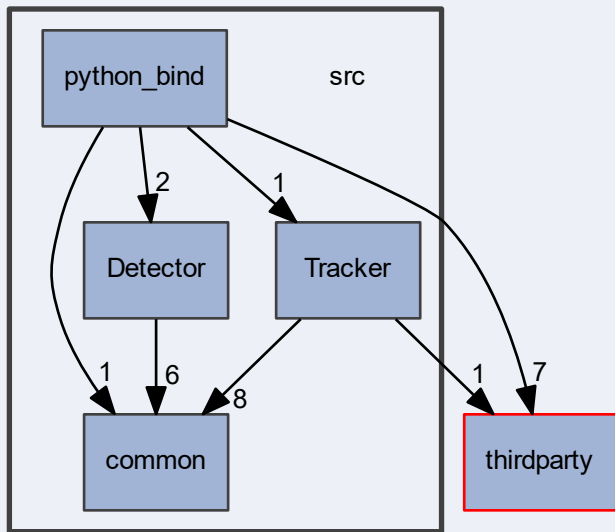 python_bind
src
2
1
Detector
Tracker
1
6
8
1
7
common
thirdparty